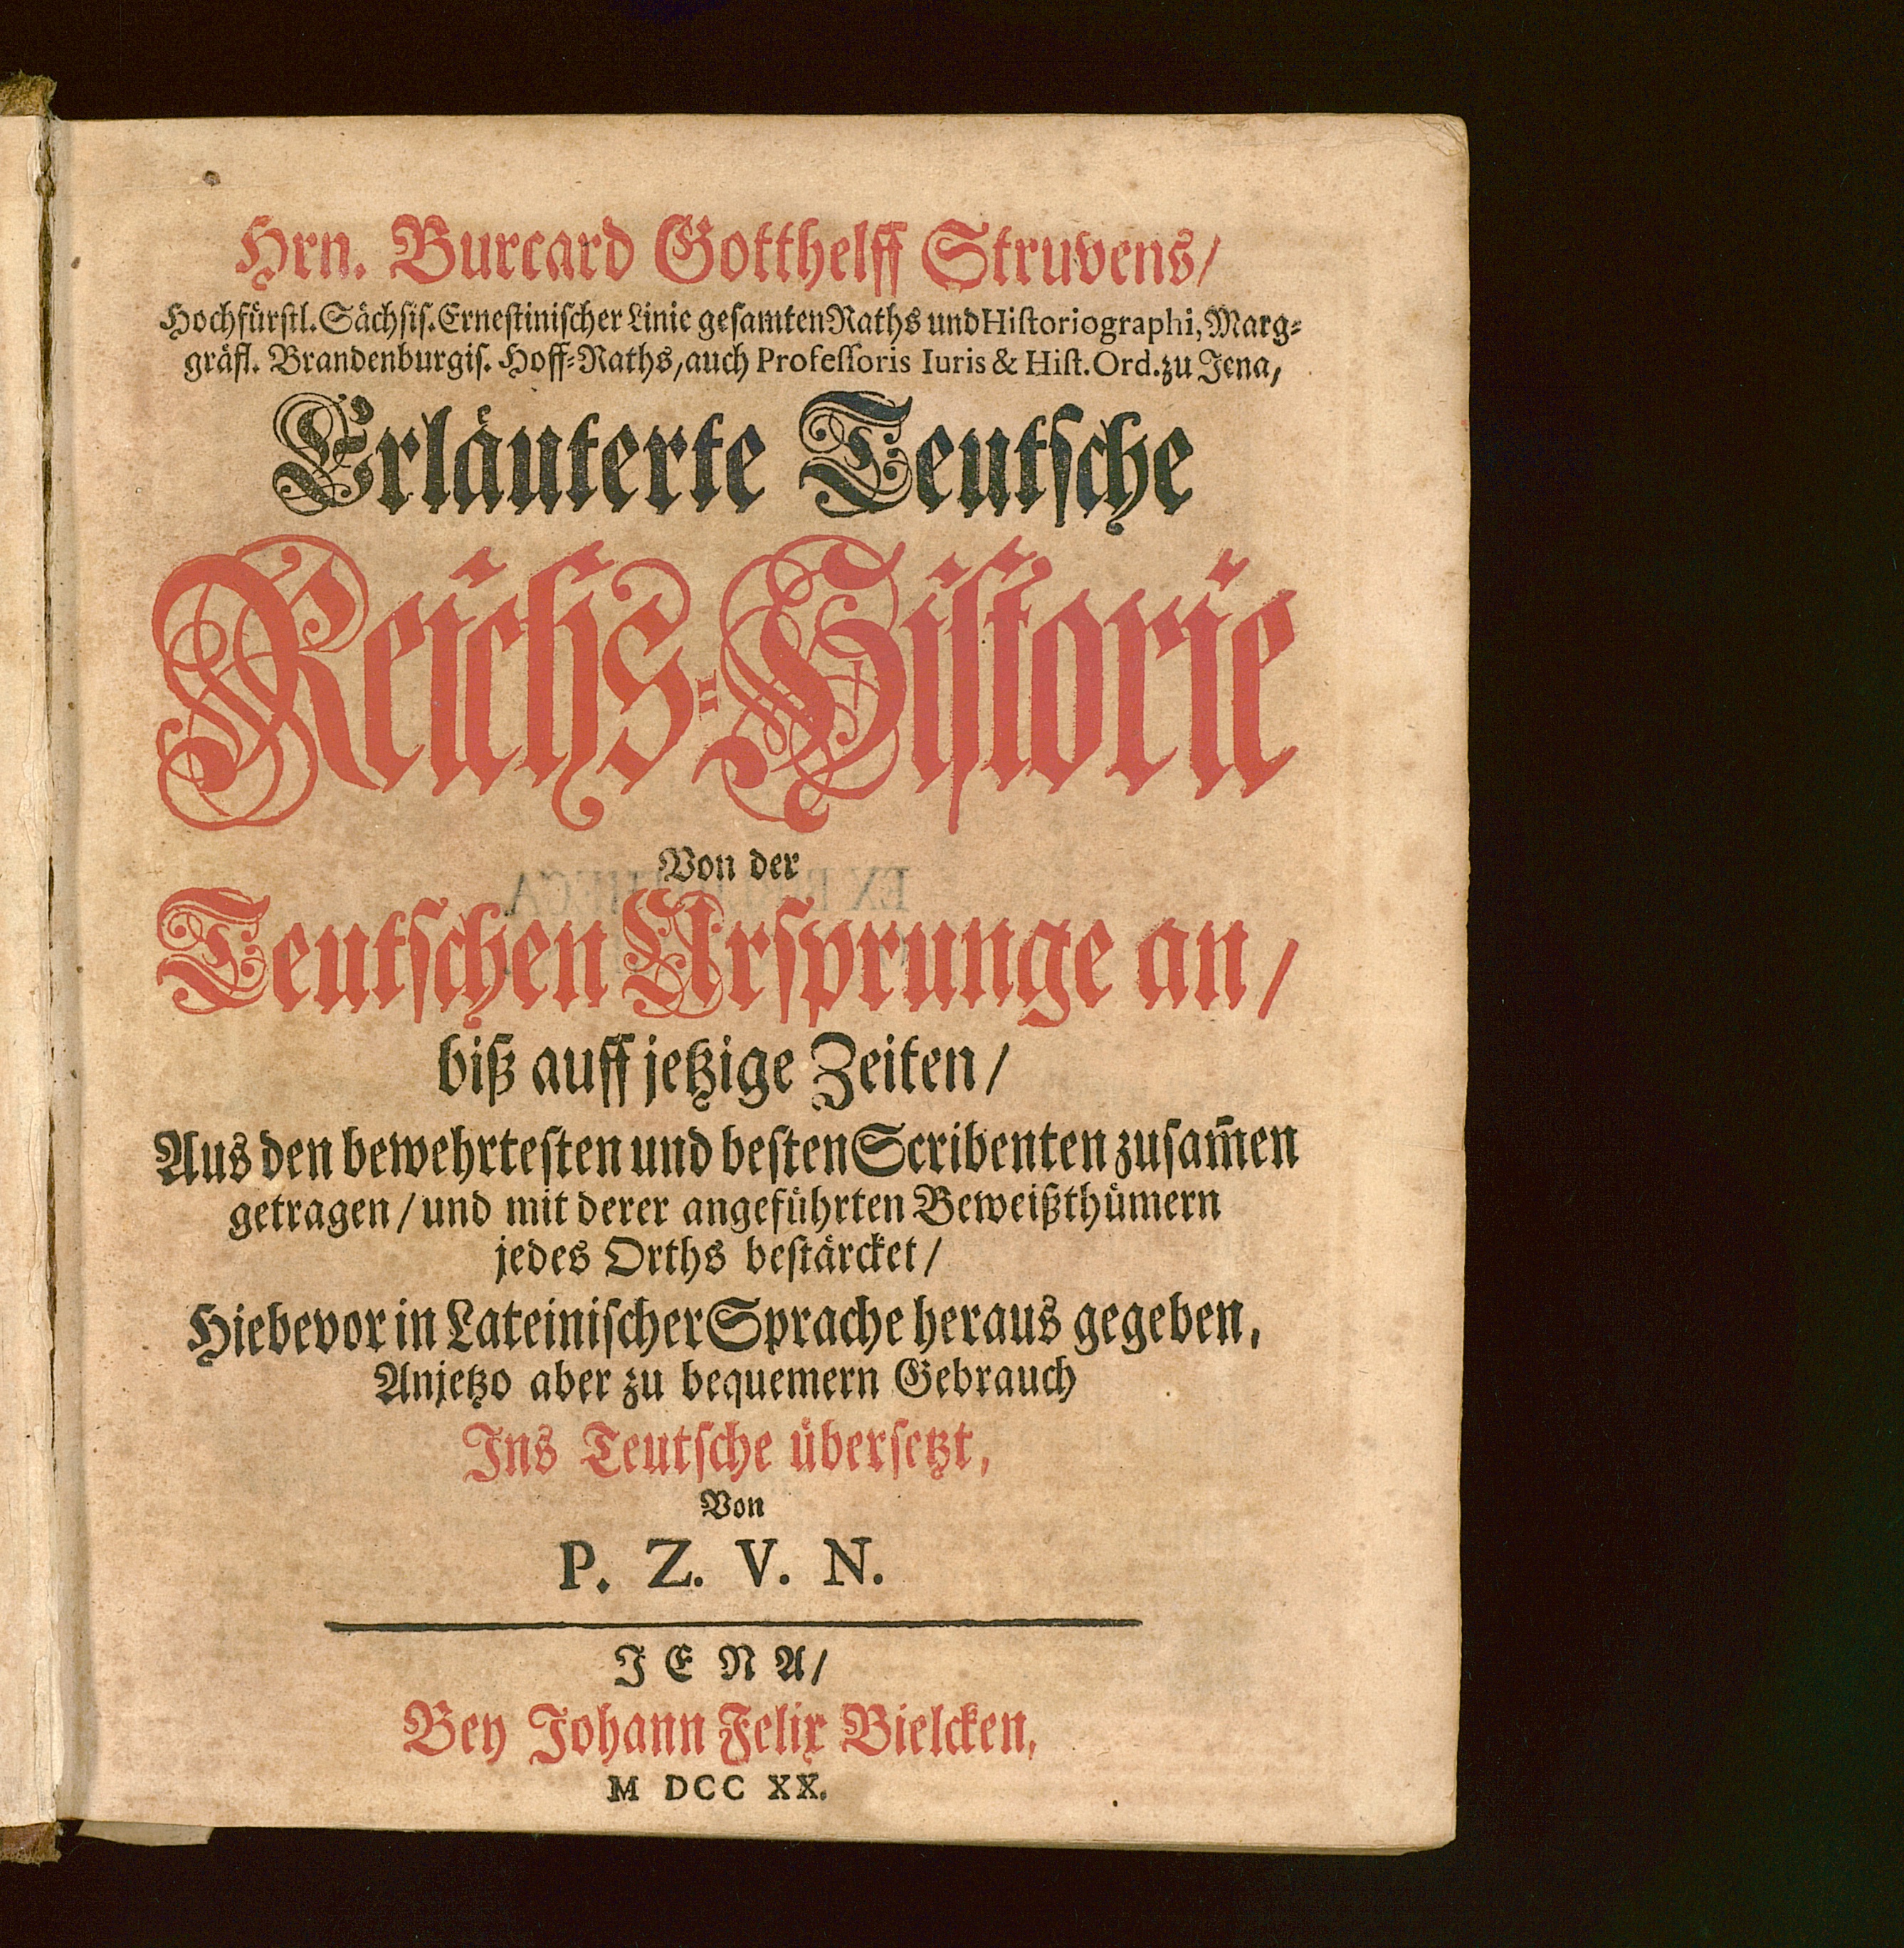 Hrn. Burcard Gotthelff Struvens/
Hochfürstl. Sächsis. Ernestinischer Linie gesamten Raths und Historiographi, Marg-
gräfl. Brandenburgis. Hoff-Raths, auch Professoris Iuris & Hist. Ord. zu Jena,
Erläuterte Teutsche
Reichs-Historie
Von der
Teutschen Ursprunge an/
biß auff jetzige Zeiten/
Aus den bewehrtesten und besten Scribenten zusam̄en
getragen/ und mit derer angeführten Beweißthümern
jedes Orths bestärcket/
Hiebevor in Lateinischer Sprache heraus gegeben,
Anjetzo aber zu bequemern Gebrauch
Ins Teutsche übersetzt,
Von
P. Z. V. N.
JENA/
Bey Johann Felix Bielcken,
M DCC XX.